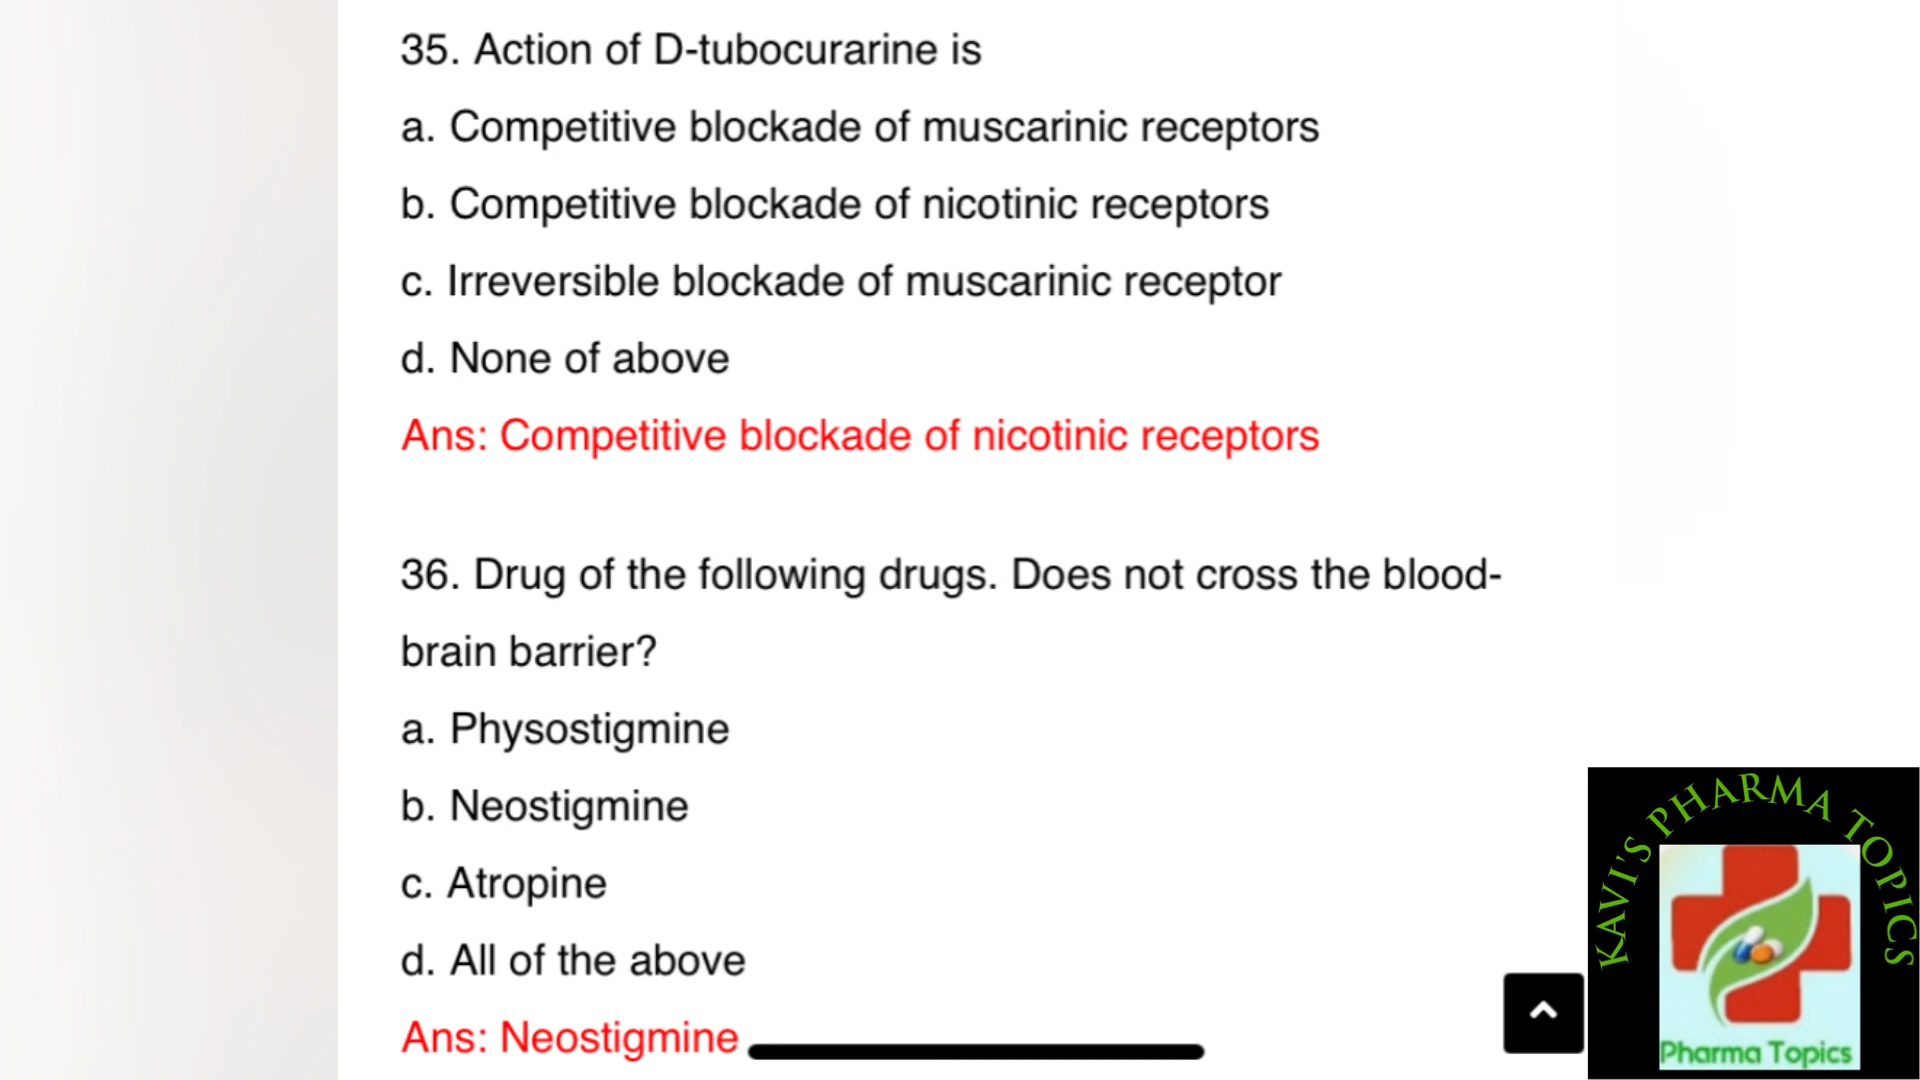 35. Action of D-tubocurarine is
a. Competitive blockade of muscarinic receptors
b. Competitive blockade of nicotinic receptors
c. Irreversible blockade of muscarinic receptor
d. None of above
Ans: Competitive blockade of nicotinic receptors
36. Drug of the following drugs. Does not cross the blood-
brain barrier?
a. Physostigmine
b. Neostigmine
c. Atropine
d. All of the above
Ans: Neostigmine
KAVI'S PHARMA TOPICS
Pharma Topics